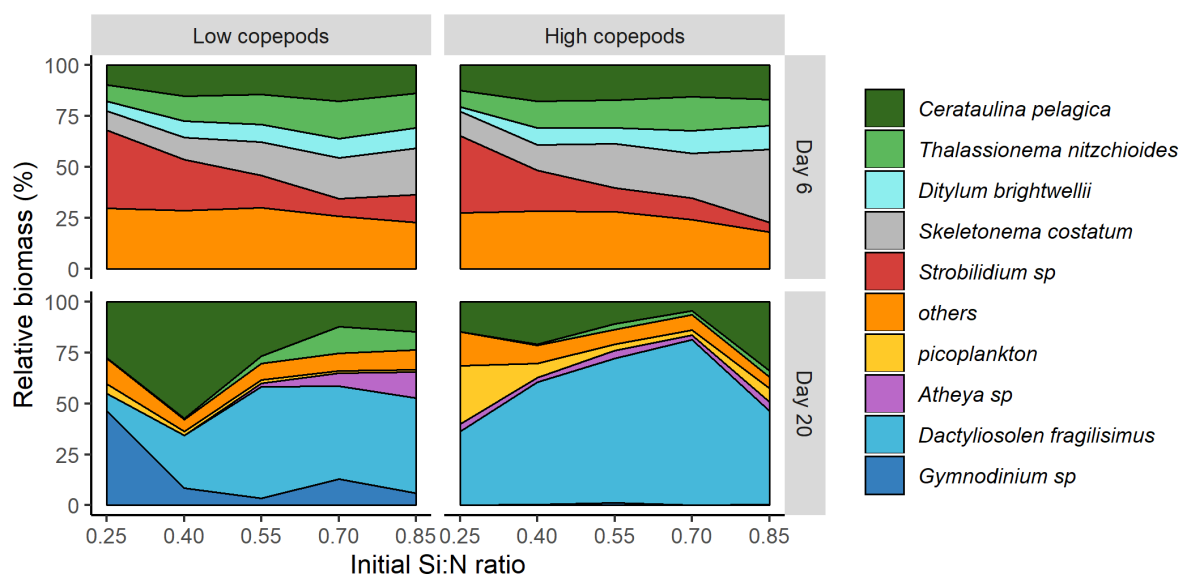 Low copepods
High copepods
Relative biomass (%)
100
75
50
25
0
Day 6
100
75
50
25
0
Day 20
0.25 0.40 0.55 0.70 0.85
0.25 0.40 0.55 0.70 0.85
Initial Si:N ratio
Cerataulina pelagica
Thalassionema nitzchioides
Ditylum brightwellii
Skeletonema costatum
Strobilidium sp
others
picoplankton
Atheya sp
Dactyliosolen fragilisimus
Gymnodinium sp